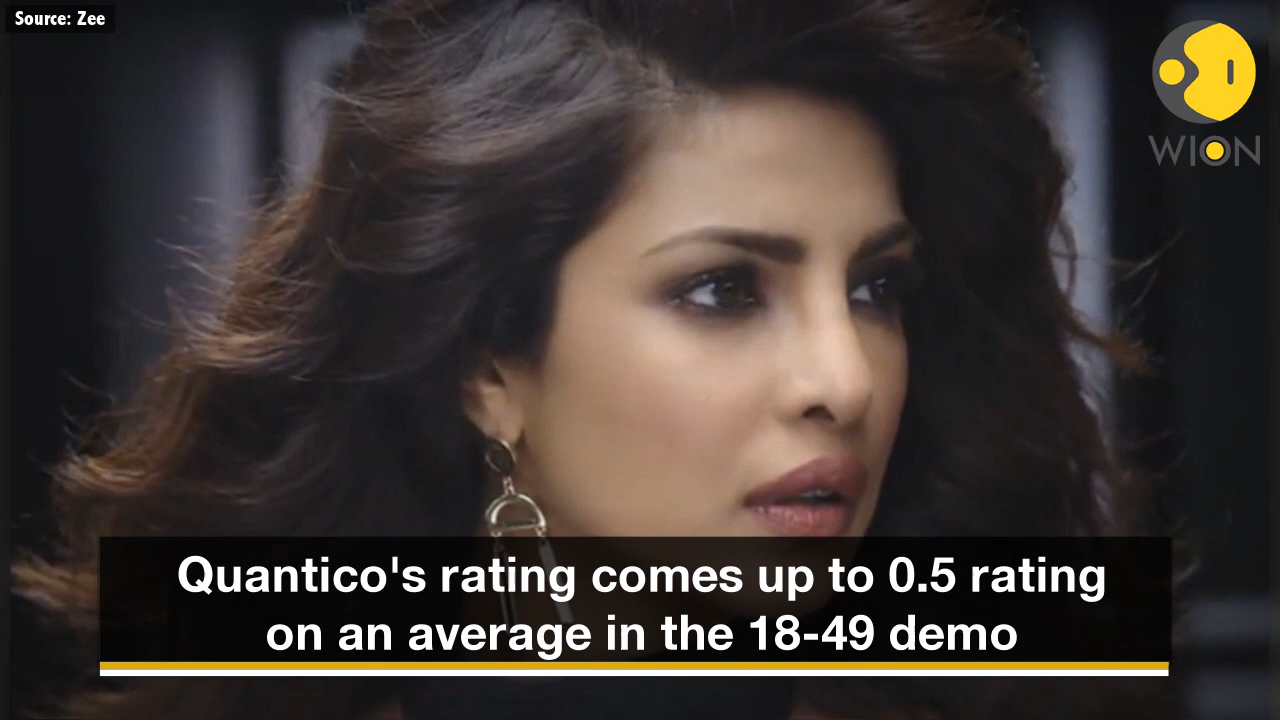 Source: Zee
WION
Quantico's rating comes up to 0.5 rating
on an average in the 18-49 demo